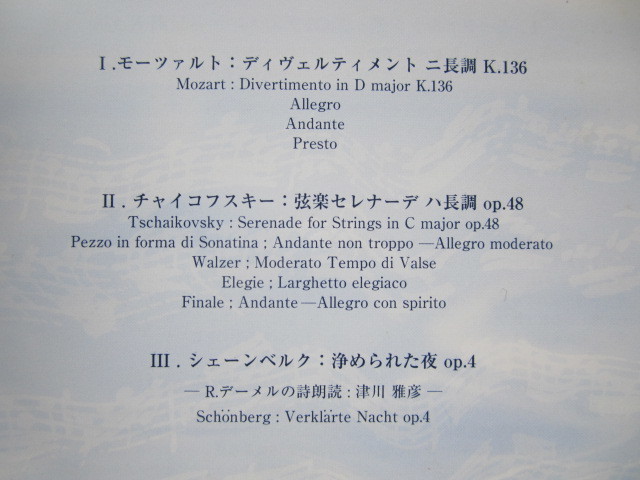 I .モーツァルト：ディヴェルティメント ニ長調 K.136
Mozart : Divertimento in D major K.136
Allegro
Andante
Presto
II . チャイコフスキー：弦楽セレナーデ ハ長調 op.48
Tschaikovsky : Serenade for Strings in C major op.48
Pezzo in forma di Sonatina ; Andante non troppo —Allegro moderato
Walzer ; Moderato Tempo di Valse
Elegie ; Larghetto elegiaco
Finale ; Andante—Allegro con spirito
III . シェーンベルク：浄められた夜 op.4
— R.デーメルの詩朗読 : 津川 雅彦 —
Schönberg : Verklärte Nacht op.4